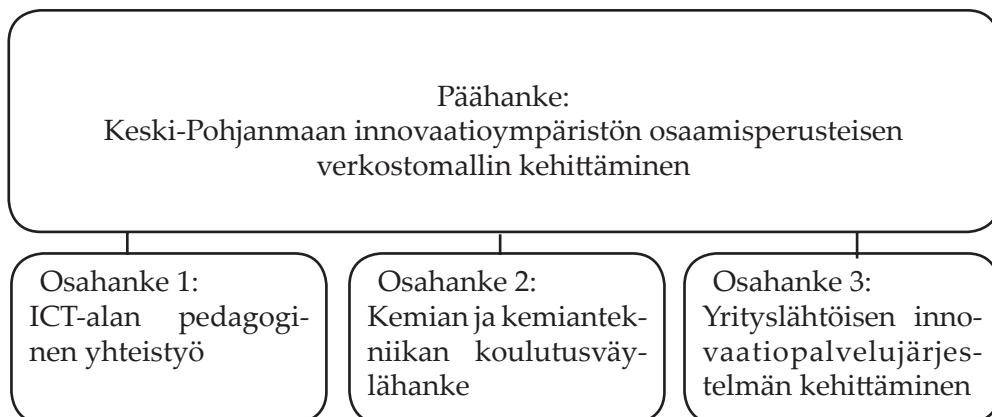 Päähanke:
Keski-Pohjanmaan innovaatioympäristön osaamisperusteisen
verkostomallin kehittäminen
Osahanke 1:
ICT-alan pedagogi-
nen yhteistyö
Osahanke 2:
Kemian ja kemiantek-
niikan koulutusväy-
lähanke
Osahanke 3:
Yrityslähtöisen inno-
vaatiopalvelujärjes-
telmän kehittäminen